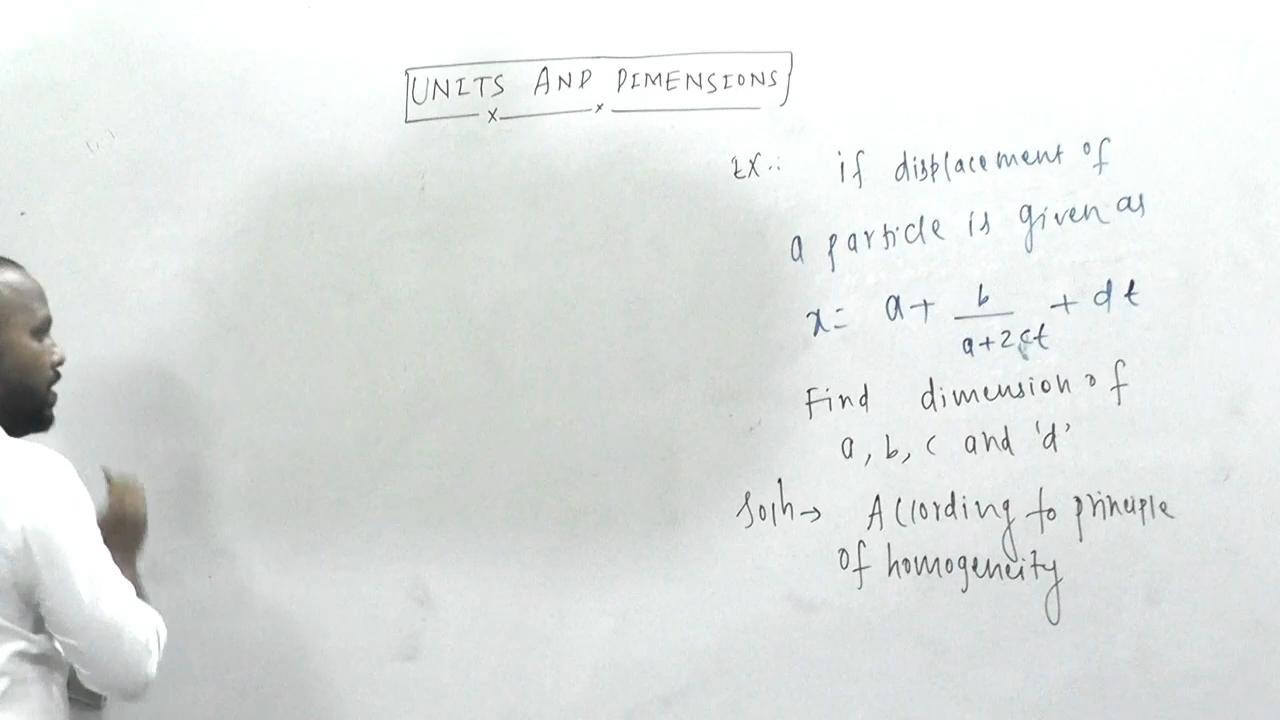 UNITS AND DIMENSIONS
EX:- if displacement of
a particle is given as
x = a + b / a + 2ct + dt
Find dimension of
a, b, c and 'd'
Soln → According to principle
of homogeneity